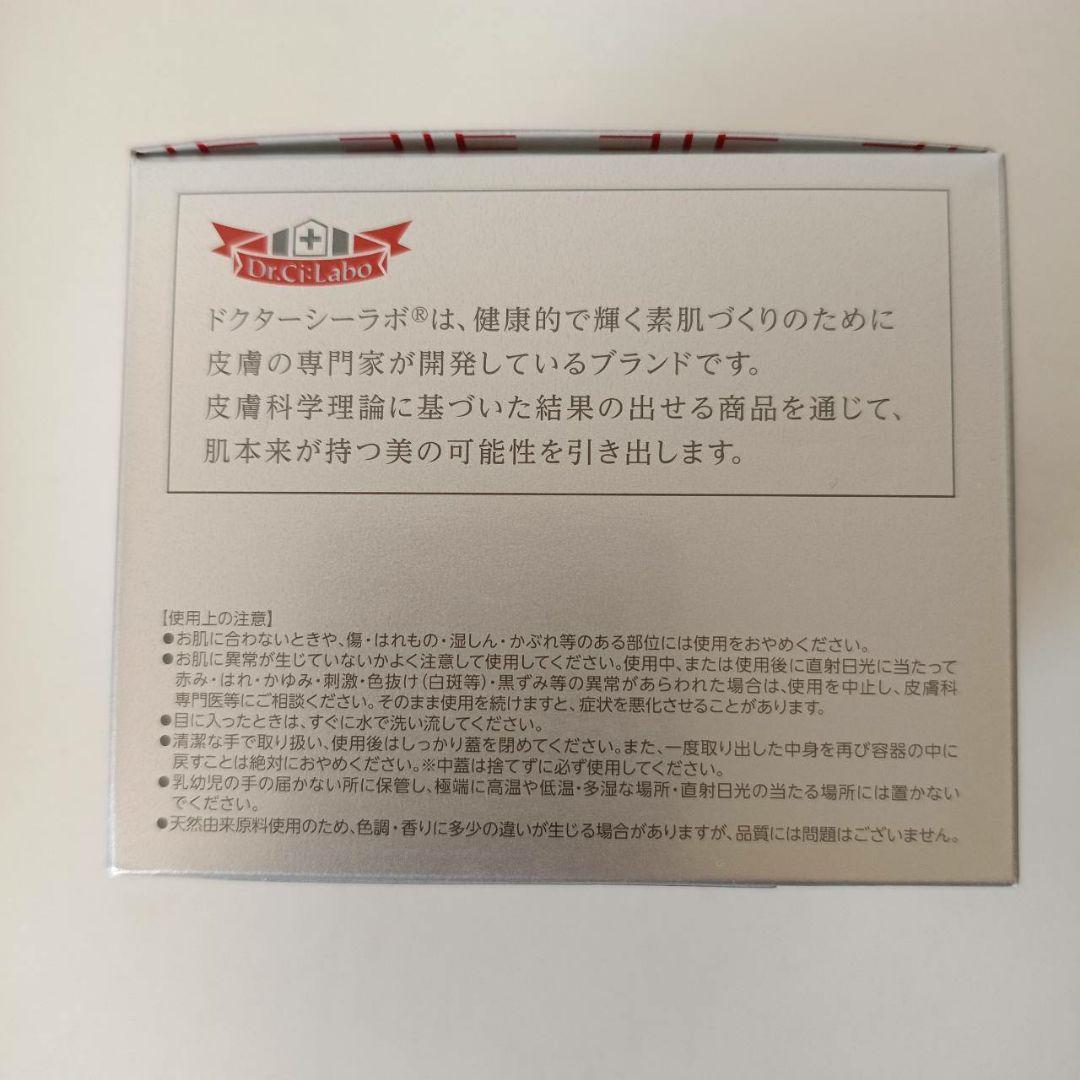 Dr.Ci:Labo
ドクターシーラボ®は、健康的で輝く素肌づくりのために
皮膚の専門家が開発しているブランドです。
皮膚科学理論に基づいた結果の出せる商品を通じて、
肌本来が持つ美の可能性を引き出します。
【使用上の注意】
●お肌に合わないときや、傷・はれもの・湿しん・かぶれ等のある部位には使用をおやめください。
●お肌に異常が生じていないかよく注意して使用してください。使用中、または使用後に直射日光に当たって
赤み・はれ・かゆみ・刺激・色抜け(白斑等)・黒ずみ等の異常があらわれた場合は、使用を中止し、皮膚科
専門医等にご相談ください。そのまま使用を続けますと、症状を悪化させることがあります。
●目に入ったときは、すぐに水で洗い流してください。
●清潔な手で取り扱い、使用後はしっかり蓋を閉めてください。また、一度取り出した中身を再び容器の中に
戻すことは絶対におやめください。※中蓋は捨てずに必ず使用してください。
●乳幼児の手の届かない所に保管し、極端に高温や低温・多湿な場所・直射日光の当たる場所には置かない
でください。
●天然由来原料使用のため、色調・香りに多少の違いが生じる場合がありますが、品質には問題はございません。